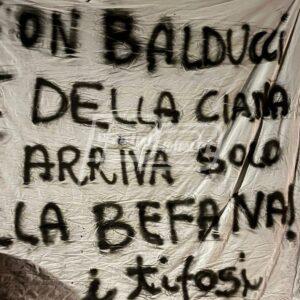 ON BALDUCCI
E DELLA CIANA
ARRIVA SOLO
LA BEFANA!
i tifosi